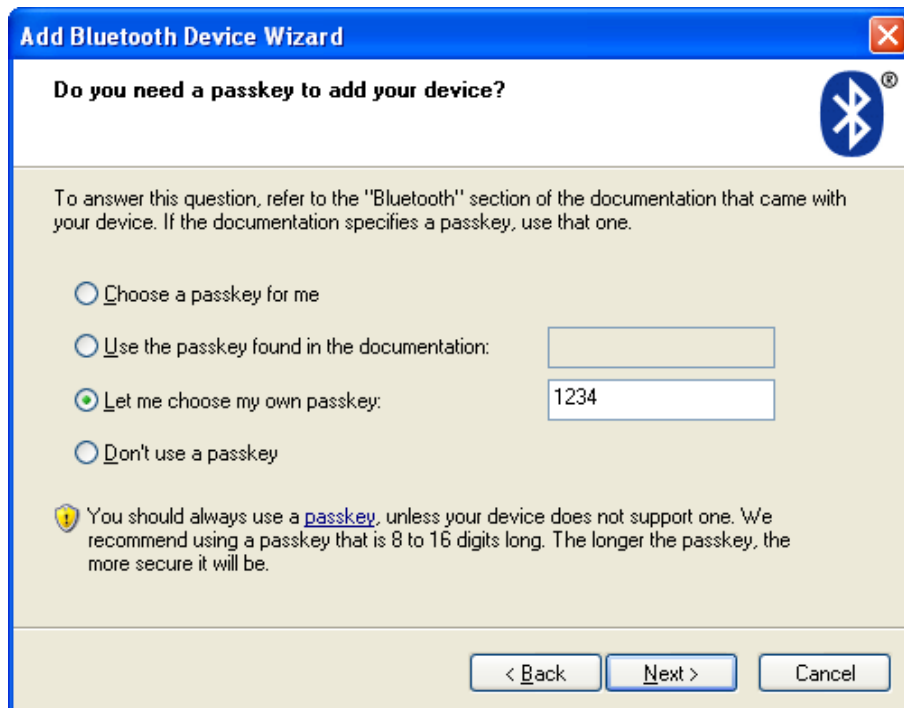 Add Bluetooth Device Wizard
Do you need a passkey to add your device?
®
To answer this question, refer to the "Bluetooth" section of the documentation that came with
your device. If the documentation specifies a passkey, use that one.
Choose a passkey for me
Use the passkey found in the documentation:
Let me choose my own passkey:
1234
Don't use a passkey
You should always use a passkey, unless your device does not support one. We
recommend using a passkey that is 8 to 16 digits long. The longer the passkey, the
more secure it will be.
< Back
Next >
Cancel